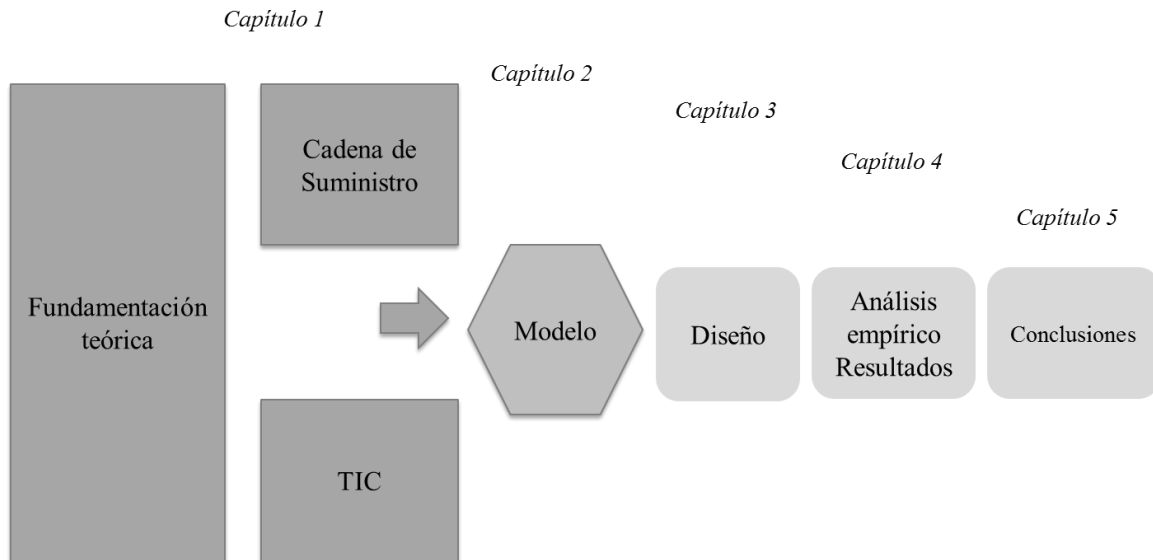 Capítulo 1
Capítulo 2
Capítulo 3
Capítulo 4
Capítulo 5
Fundamentación
teórica
Cadena de
Suministro
TIC
Modelo
Diseño
Análisis
empírico
Resultados
Conclusiones